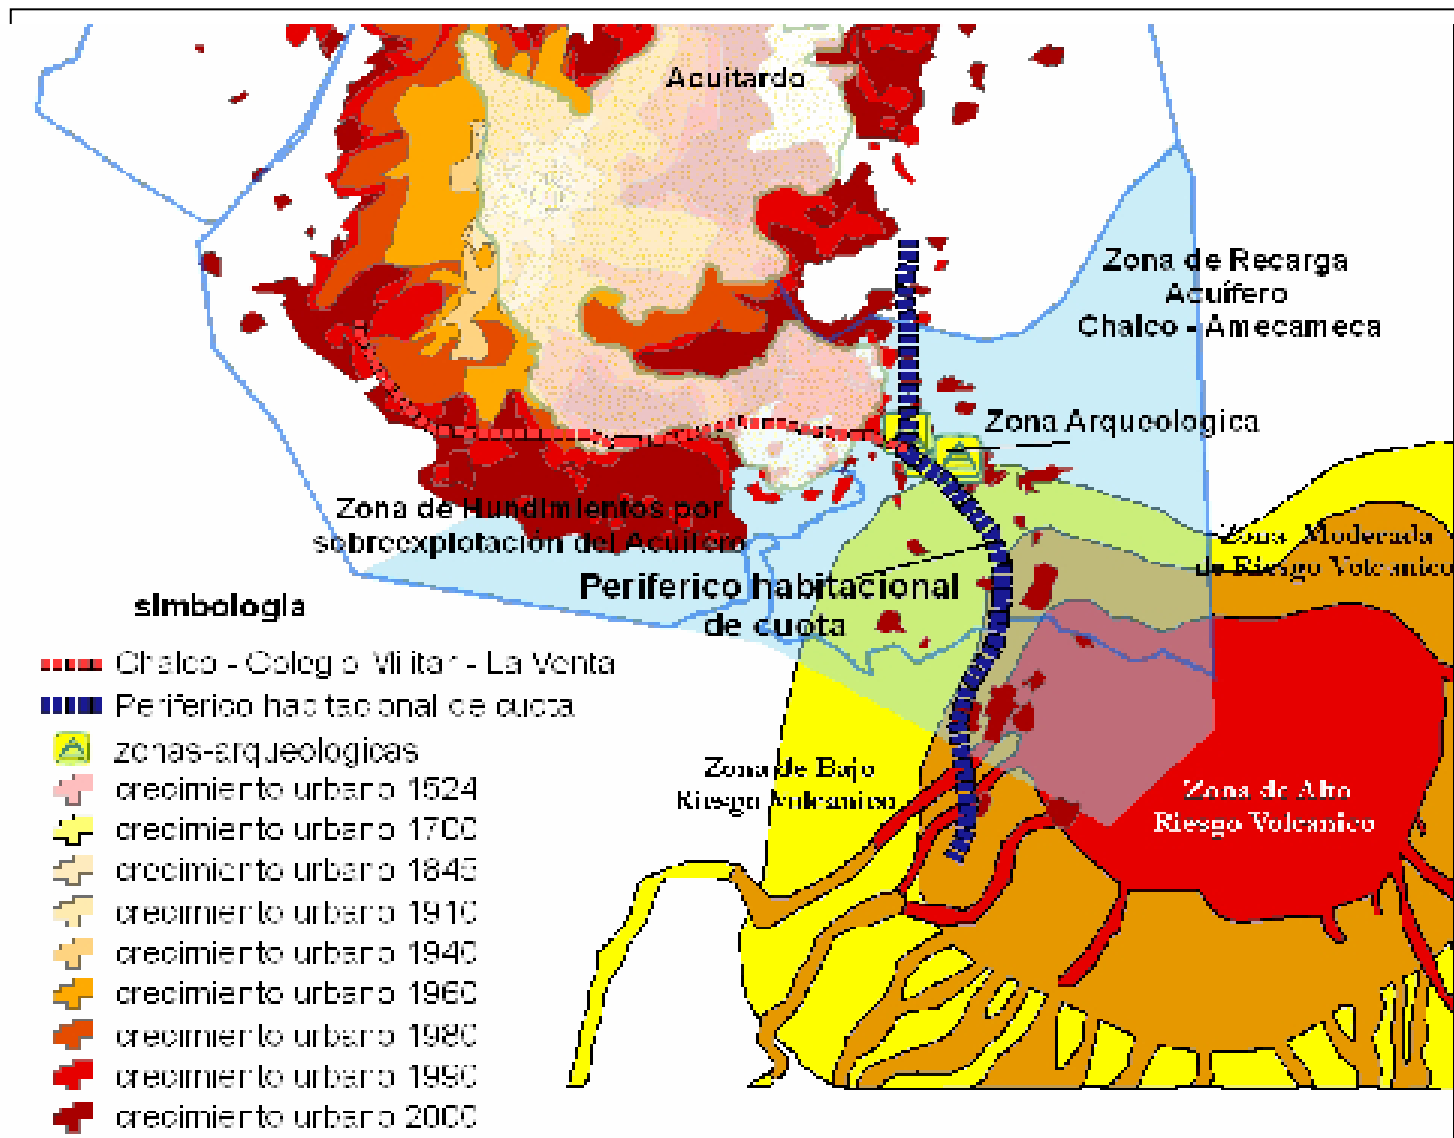 Acuitardo
Zona de Recarga
Acuífero
Chalco - Amecameca
Zona Arqueologica
Zona de Hundimientos por
sobreexplotación del Acuifero
Zona Moderada
de Riesgo Volcanico
Periferico habitacional
de cuota
Zona de Bajo
Riesgo Volcanico
Zona de Alto
Riesgo Volcanico
simbologia
Chalco - Colegio Militar - La Venta
Periferico habitacional de cuota
zonas-arqueologicas
crecimiento urbano 1524
crecimiento urbano 1700
crecimiento urbano 1845
crecimiento urbano 1910
crecimiento urbano 1940
crecimiento urbano 1960
crecimiento urbano 1980
crecimiento urbano 1990
crecimiento urbano 2000